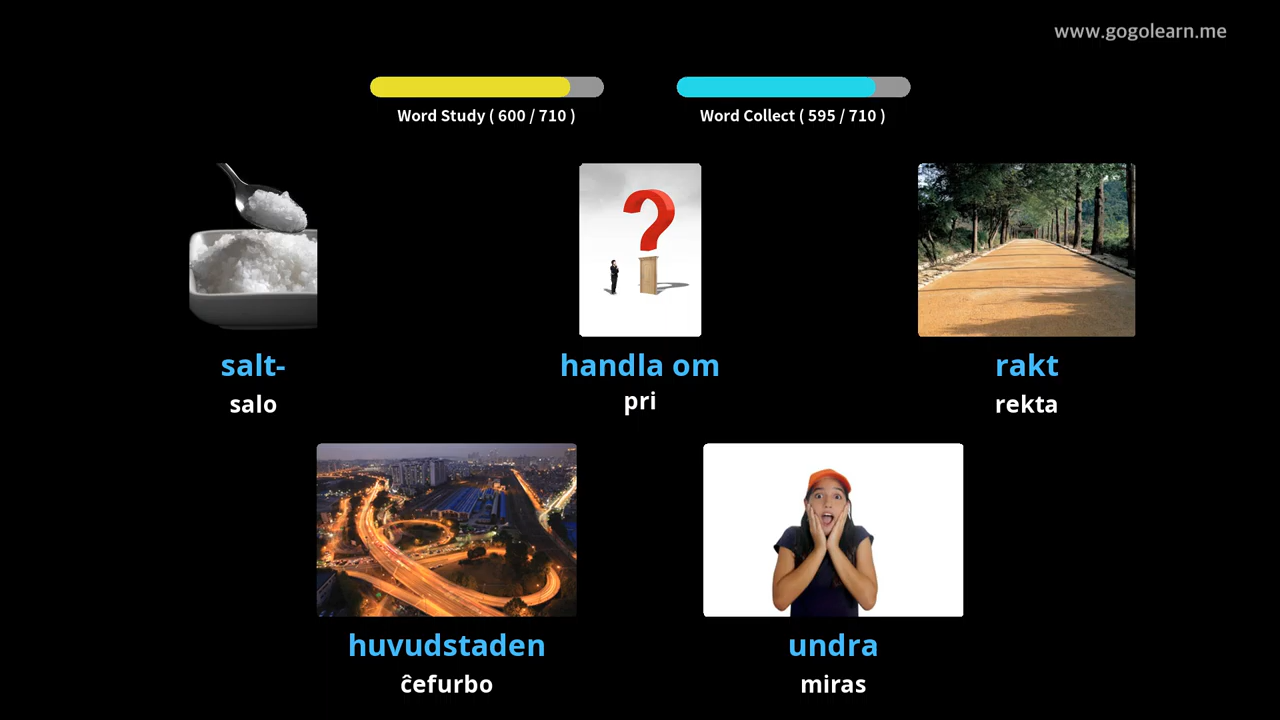 www.gogolearn.me
Word Study ( 600 / 710 )
Word Collect ( 595 / 710 )
salt-
salo
handla om
pri
rakt
rekta
huvudstaden
ĉefurbo
undra
miras